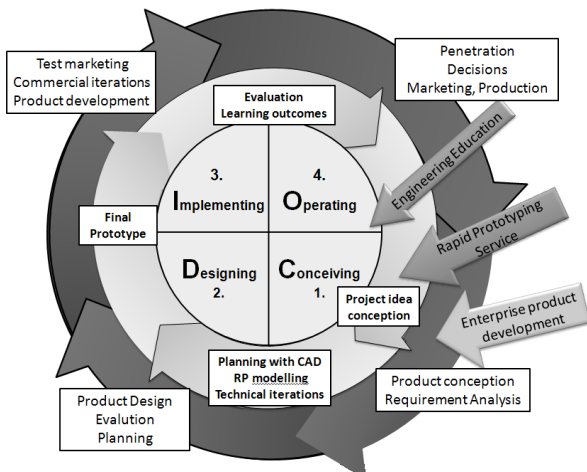 Test marketing
Commercial iterations
Product development
Penetration
Decisions
Marketing, Production
Evaluation
Learning outcomes
Engineering Education
3.
Implementing
4.
Operating
Final
Prototype
Rapid Prototyping
Service
Designing
2.
Conceiving
1.
Project idea
conception
Enterprise product
development
Planning with CAD
RP modelling
Technical iterations
Product Design
Evalution
Planning
Product conception
Requirement Analysis